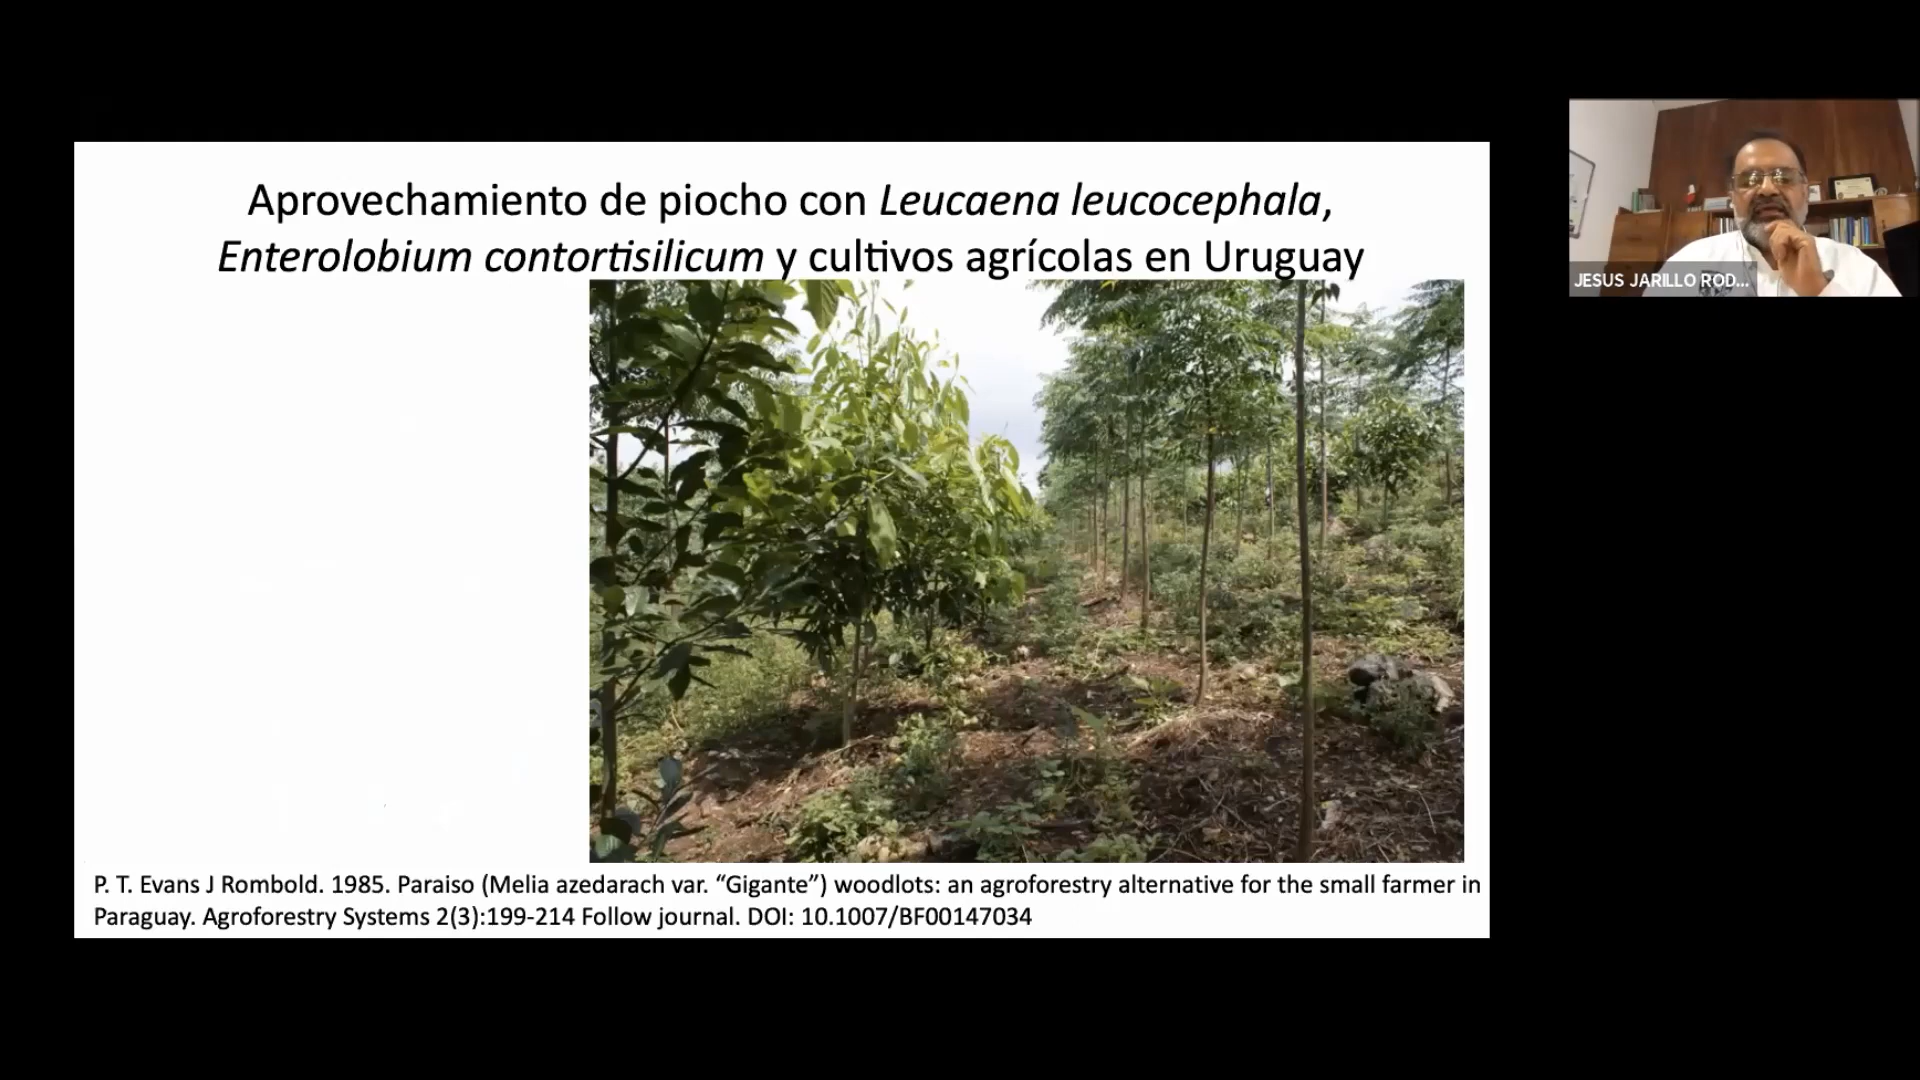 Aprovechamiento de piocho con Leucaena leucocephala,
Enterolobium contortisilicum y cultivos agrícolas en Uruguay
P. T. Evans J Rombold. 1985. Paraiso (Melia azedarach var. “Gigante”) woodlots: an agroforestry alternative for the small farmer in
Paraguay. Agroforestry Systems 2(3):199-214 Follow journal. DOI: 10.1007/BF00147034
JESUS JARILLO ROD...